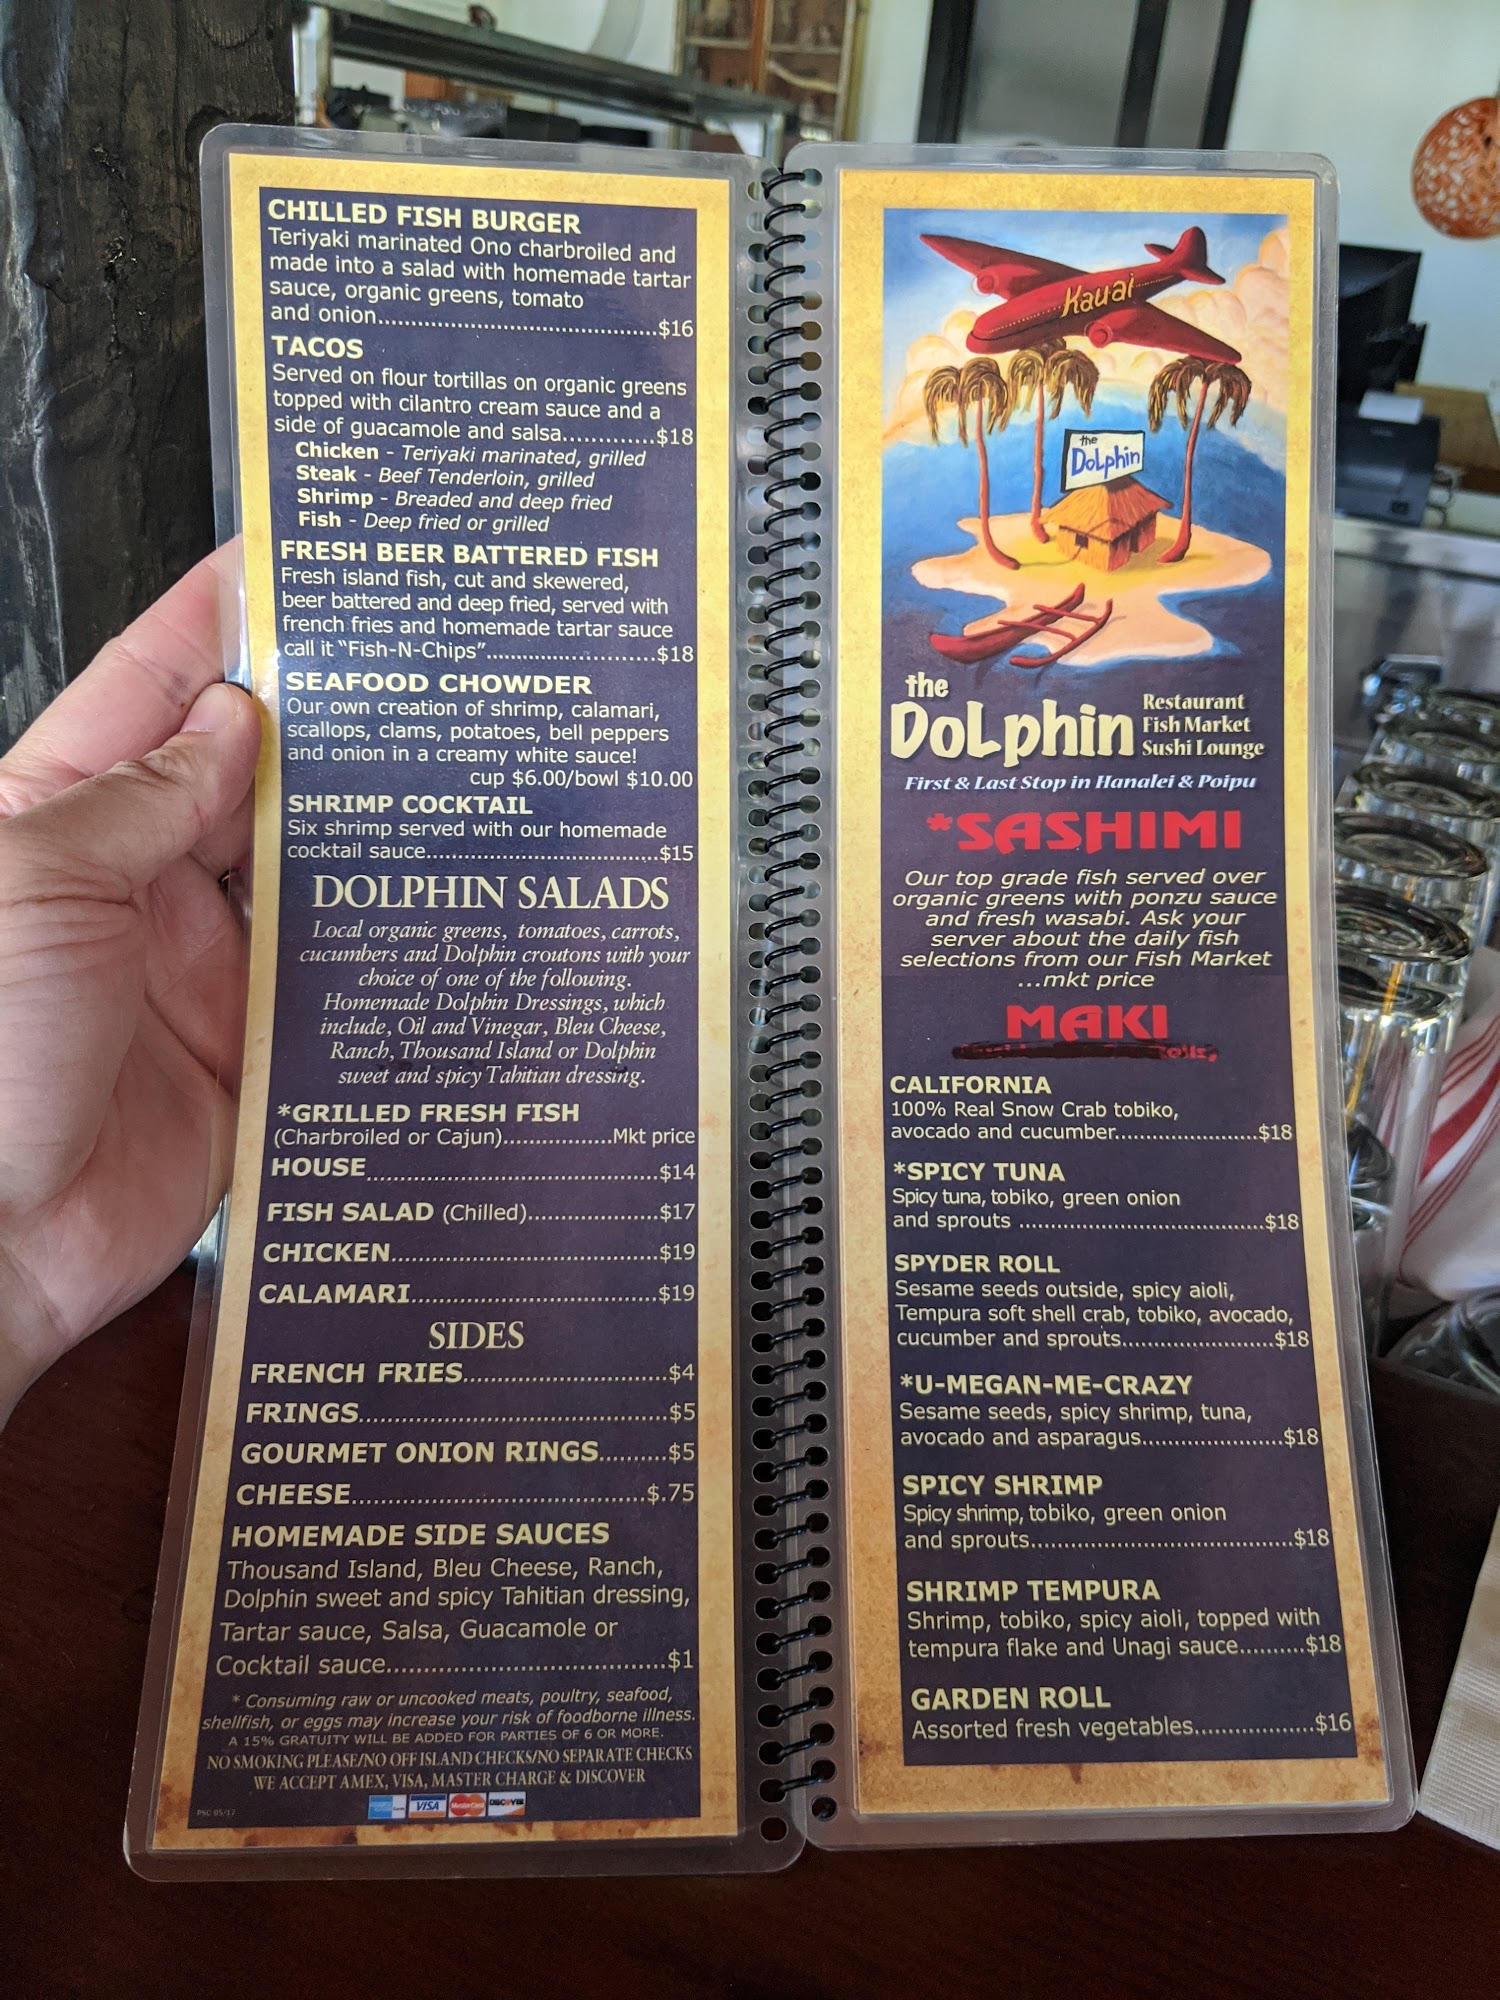 CHILLED FISH BURGER
Teriyaki marinated Ono charbroiled and
made into a salad with homemade tartar
sauce, organic greens, tomato
and onion........................................$16
TACOS
Served on flour tortillas on organic greens
topped with cilantro cream sauce and a
side of guacamole and salsa.............$18
Chicken - Teriyaki marinated, grilled
Steak - Beef Tenderloin, grilled
Shrimp - Breaded and deep fried
Fish - Deep fried or grilled
FRESH BEER BATTERED FISH
Fresh island fish, cut and skewered,
beer battered and deep fried, served with
french fries and homemade tartar sauce
call it "Fish-N-Chips".........................$18
SEAFOOD CHOWDER
Our own creation of shrimp, calamari,
scallops, clams, potatoes, bell peppers
and onion in a creamy white sauce!
cup $6.00/bowl $10.00
SHRIMP COCKTAIL
Six shrimp served with our homemade
cocktail sauce..................................$15
DOLPHIN SALADS
Local organic greens, tomatoes, carrots,
cucumbers and Dolphin croutons with your
choice of one of the following.
Homemade Dolphin Dressings, which
include, Oil and Vinegar, Bleu Cheese,
Ranch, Thousand Island or Dolphin
sweet and spicy Tahitian dressing.
*GRILLED FRESH FISH
(Charbroiled or Cajun)................Mkt price
HOUSE..........................................$14
FISH SALAD (Chilled)...................$17
CHICKEN.......................................$19
CALAMARI....................................$19
SIDES
FRENCH FRIES..............................$4
FRINGS.............................................$5
GOURMET ONION RINGS..........$5
CHEESE..........................................$.75
HOMEMADE SIDE SAUCES
Thousand Island, Bleu Cheese, Ranch,
Dolphin sweet and spicy Tahitian dressing,
Tartar sauce, Salsa, Guacamole or
Cocktail sauce......................................$1
* Consuming raw or uncooked meats, poultry, seafood,
shellfish, or eggs may increase your risk of foodborne illness.
A 15% GRATUITY WILL BE ADDED FOR PARTIES OF 6 OR MORE.
NO SMOKING PLEASE/NO OFF ISLAND CHECKS/NO SEPARATE CHECKS
WE ACCEPT AMEX, VISA, MASTER CHARGE & DISCOVER
PSC 05/17
VISA MasterCard DISCOVER
Kauai
the
Dolphin
the
DoLphin
Restaurant
Fish Market
Sushi Lounge
First & Last Stop in Hanalei & Poipu
*SASHIMI
Our top grade fish served over
organic greens with ponzu sauce
and fresh wasabi. Ask your
server about the daily fish
selections from our Fish Market
...mkt price
MAKI
CALIFORNIA
100% Real Snow Crab tobiko,
avocado and cucumber......................$18
*SPICY TUNA
Spicy tuna, tobiko, green onion
and sprouts ......................................$18
SPYDER ROLL
Sesame seeds outside, spicy aioli,
Tempura soft shell crab, tobiko, avocado,
cucumber and sprouts.......................$18
*U-MEGAN-ME-CRAZY
Sesame seeds, spicy shrimp, tuna,
avocado and asparagus.....................$18
SPICY SHRIMP
Spicy shrimp, tobiko, green onion
and sprouts.......................................$18
SHRIMP TEMPURA
Shrimp, tobiko, spicy aioli, topped with
tempura flake and Unagi sauce..........$18
GARDEN ROLL
Assorted fresh vegetables..................$16